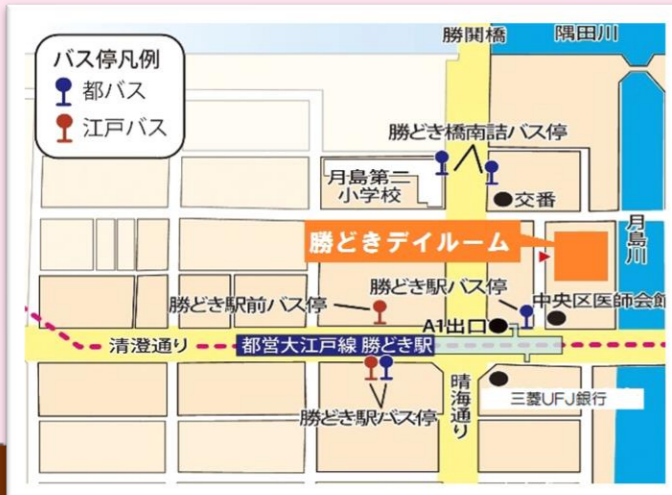 勝鬨橋
隅田川
バス停凡例
都バス
江戸バス
勝どき橋南詰バス停
月島第二
小学校
交番
月島川
勝どきデイルーム
勝どき駅前バス停
勝どき駅バス停
中央区医師会館
A1出口
清澄通り
都営大江戸線 勝どき駅
晴海通り
三菱UFJ銀行
勝どき駅バス停